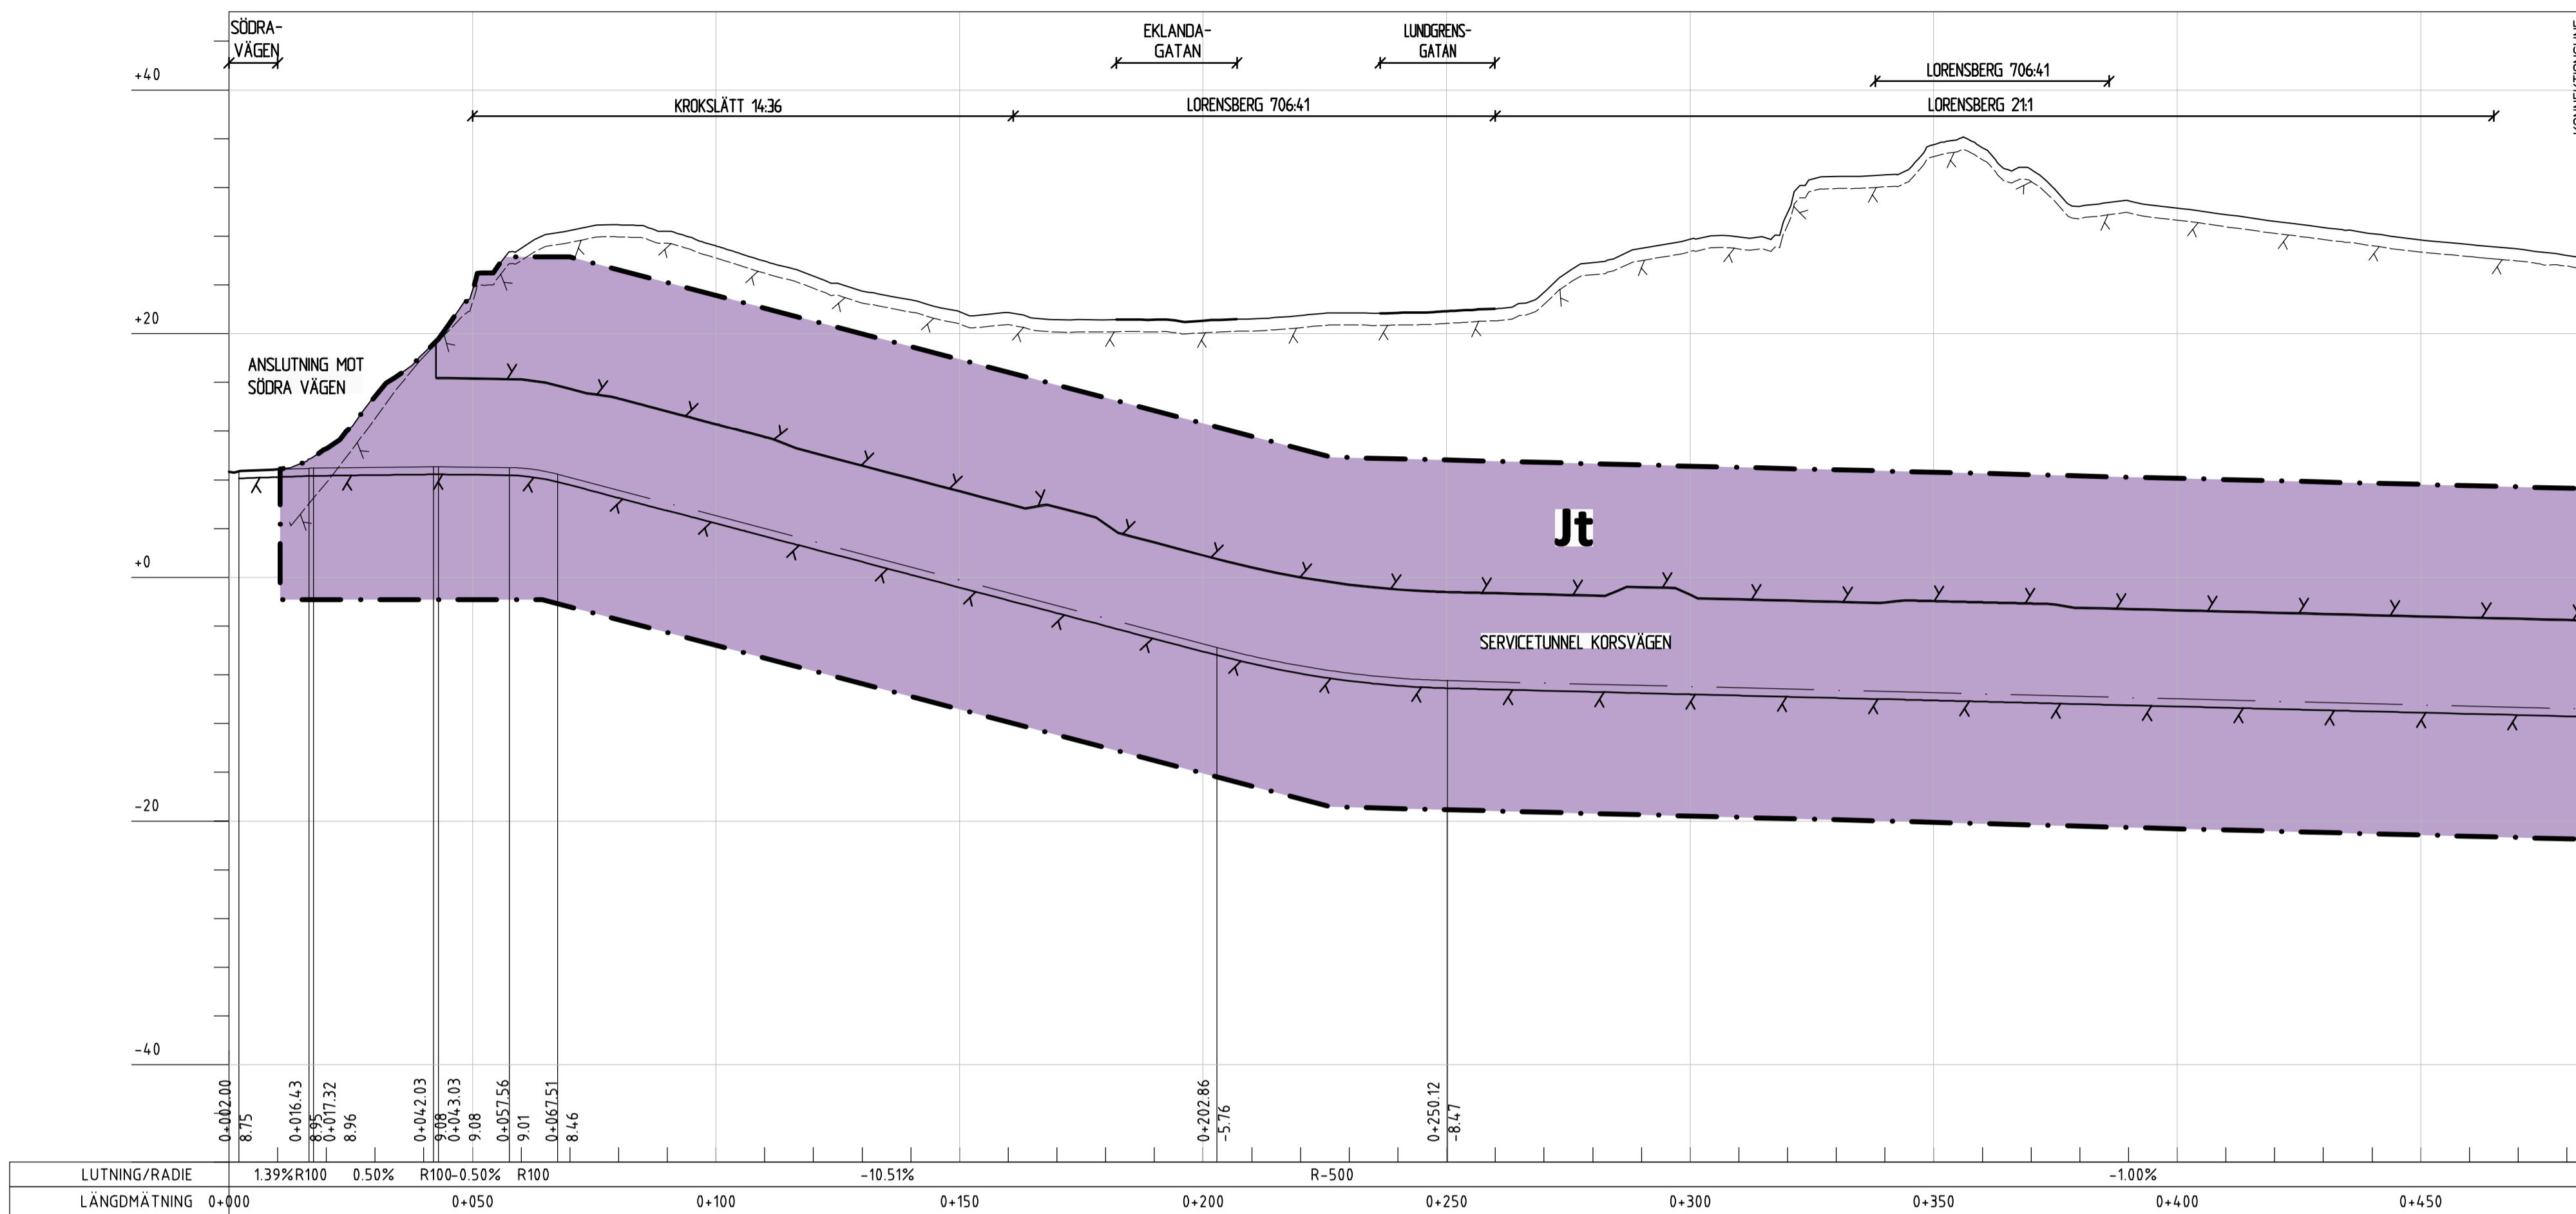 SÖDRA-
VÄGEN
EKLANDA-
GATAN
LUNDGRENS-
GATAN
LORENSBERG 706:41
+40
KROKSLÄTT 14:36
LORENSBERG 706:41
LORENSBERG 21:1
+20
ANSLUTNING MOT
SÖDRA VÄGEN
Jt
+0
SERVICETUNNEL KORSVÄGEN
-20
-40
0+002.00
8.75
0+016.43
8.95
0+017.32
8.96
0+042.03
9.08
0+043.03
9.08
0+057.56
9.01
0+067.51
8.46
0+202.86
-5.76
0+250.12
-8.47
LUTNING/RADIE 1.39% R100 0.50% R100 -0.50% R100 -10.51% R-500 -1.00%
LÄNGDMÄTNING 0+000 0+050 0+100 0+150 0+200 0+250 0+300 0+350 0+400 0+450